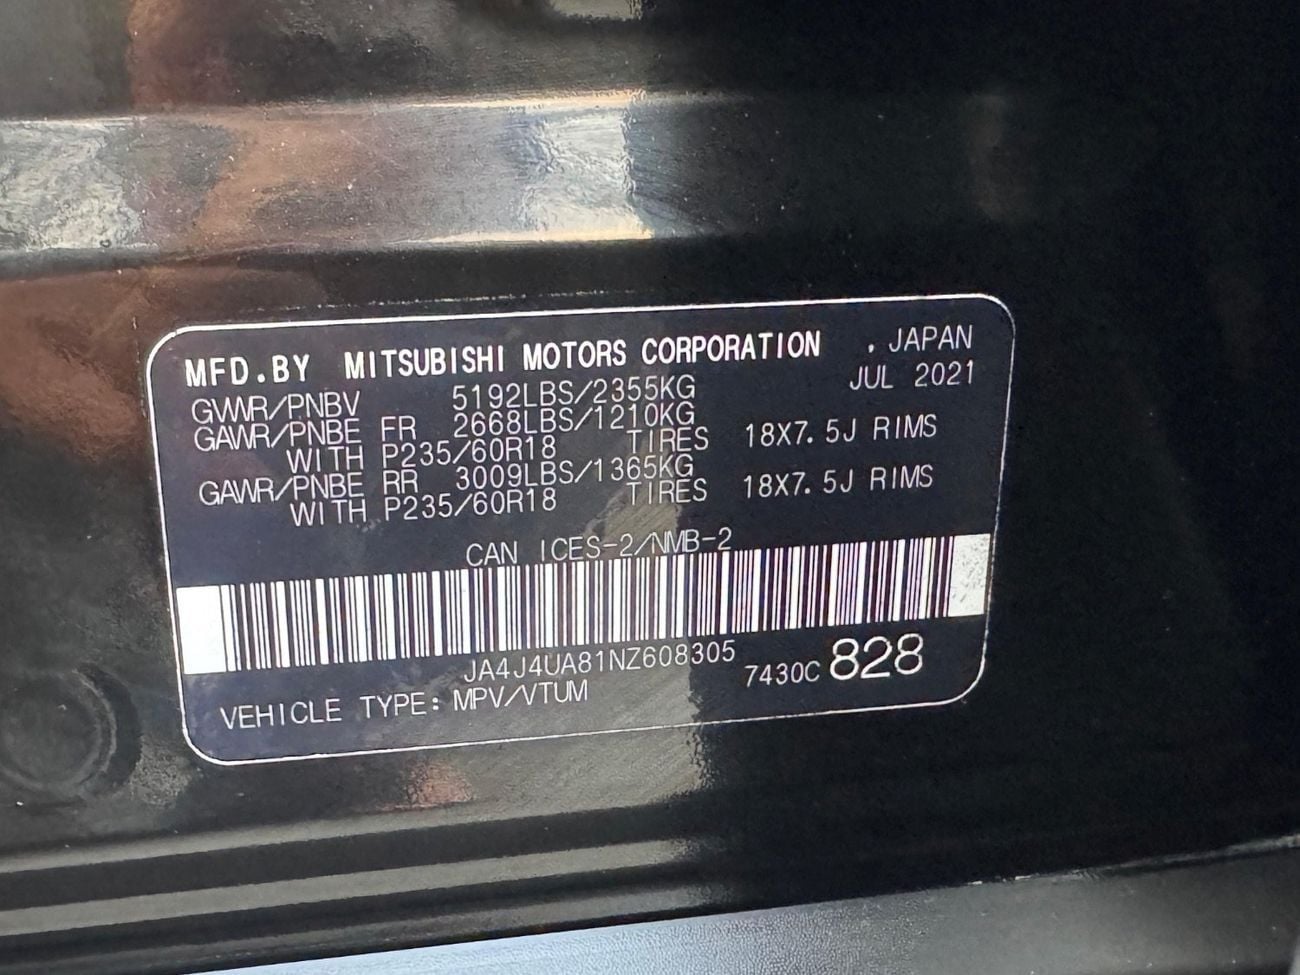 MFD.BY MITSUBISHI MOTORS CORPORATION . JAPAN
JUL 2021
GVWR/PNBV 5192LBS/2355KG
GAWR/PNBE FR 2668LBS/1210KG
WITH P235/60R18 TIRES 18X7.5J RIMS
GAWR/PNBE RR 3009LBS/1365KG
WITH P235/60R18 TIRES 18X7.5J RIMS
CAN ICES-2/NMB-2
JA4J4UA81NZ608305
7430C 828
VEHICLE TYPE: MPV/VTUM